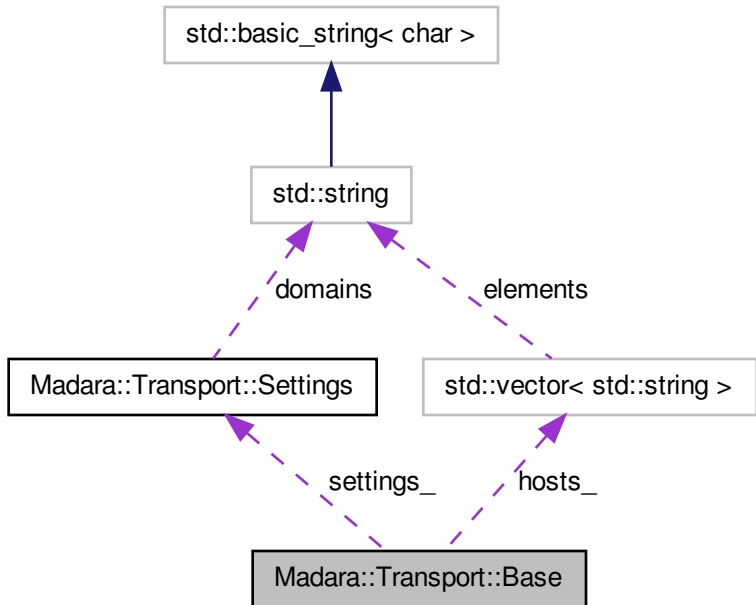 std::basic_string< char >
std::string
domains
elements
Madara::Transport::Settings
std::vector< std::string >
settings_
hosts_
Madara::Transport::Base